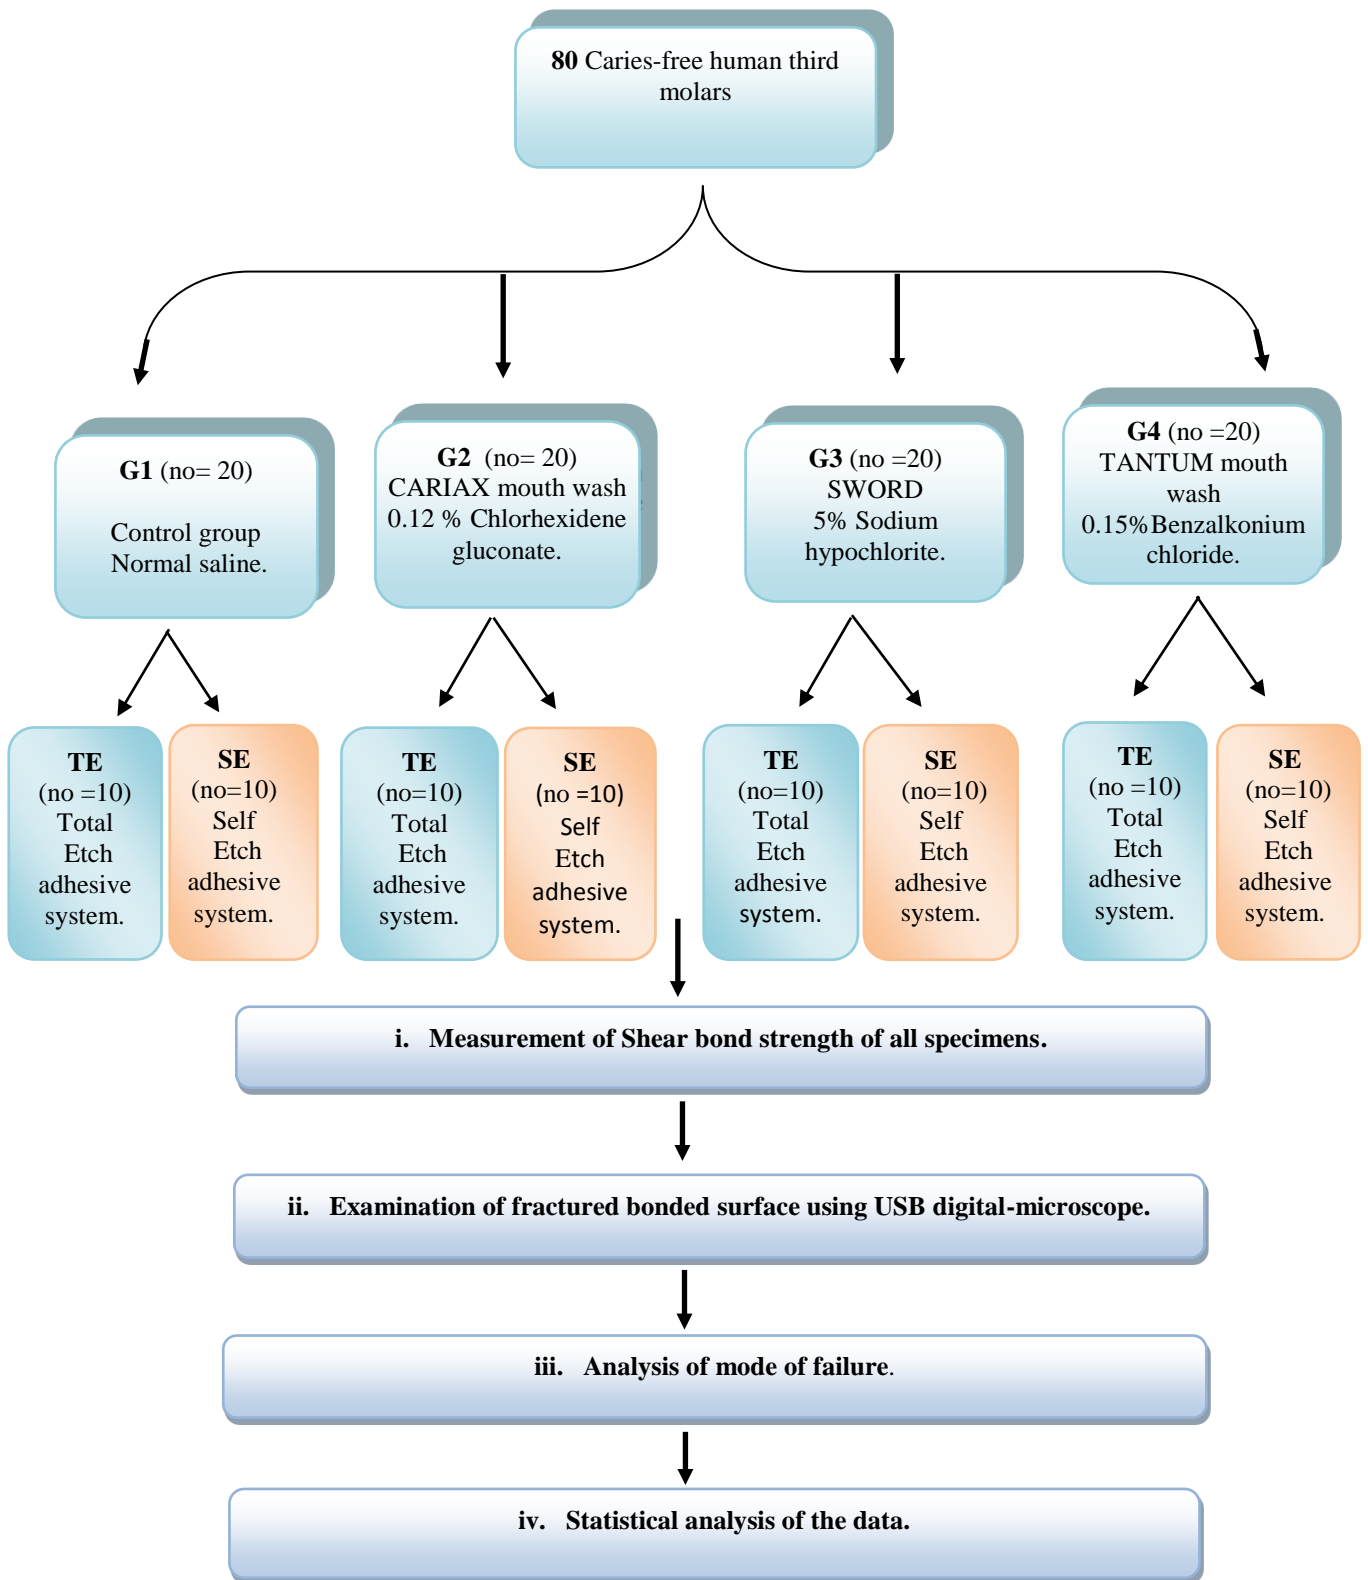 80 Caries-free human third
molars
G1 (no= 20)
Control group
Normal saline.
G2 (no= 20)
CARIAX mouth wash
0.12 % Chlorhexidene
gluconate.
G3 (no =20)
SWORD
5% Sodium
hypochlorite.
G4 (no =20)
TANTUM mouth
wash
0.15%Benzalkonium
chloride.
TE
(no =10)
Total
Etch
adhesive
system.
SE
(no=10)
Self
Etch
adhesive
system.
TE
(no=10)
Total
Etch
adhesive
system.
SE
(no =10)
Self
Etch
adhesive
system.
TE
(no=10)
Total
Etch
adhesive
system.
SE
(no=10)
Self
Etch
adhesive
system.
TE
(no =10)
Total
Etch
adhesive
system.
SE
(no=10)
Self
Etch
adhesive
system.
i. Measurement of Shear bond strength of all specimens.
ii. Examination of fractured bonded surface using USB digital-microscope.
iii. Analysis of mode of failure.
iv. Statistical analysis of the data.